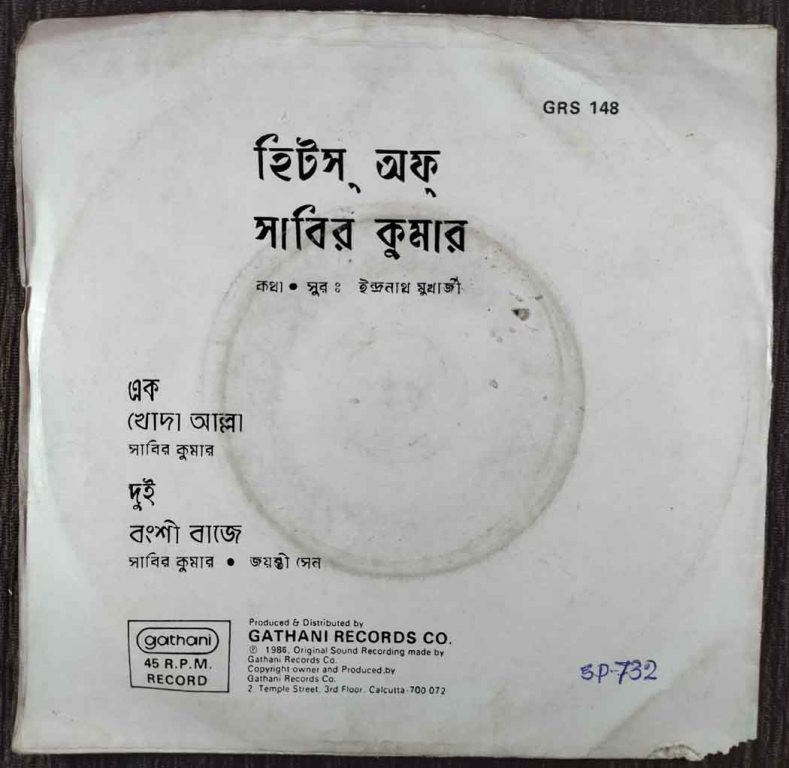 GRS 148
হিটস্ অফ্
সাবির কুমার
কথা • সুর : ইন্দ্রনাথ মুখার্জী
এক
খোদা আল্লা
সাবির কুমার
দুই
বংশী বাজে
সাবির কুমার • জয়ন্তী সেন
gathani
45 R.P.M.
RECORD
Produced & Distributed by
GATHANI RECORDS CO.
℗ 1986, Original Sound Recording made by
Gathani Records Co.
Copyright owner and Produced by
Gathani Records Co.
2, Temple Street, 3rd Floor, Calcutta-700 072
SP-732